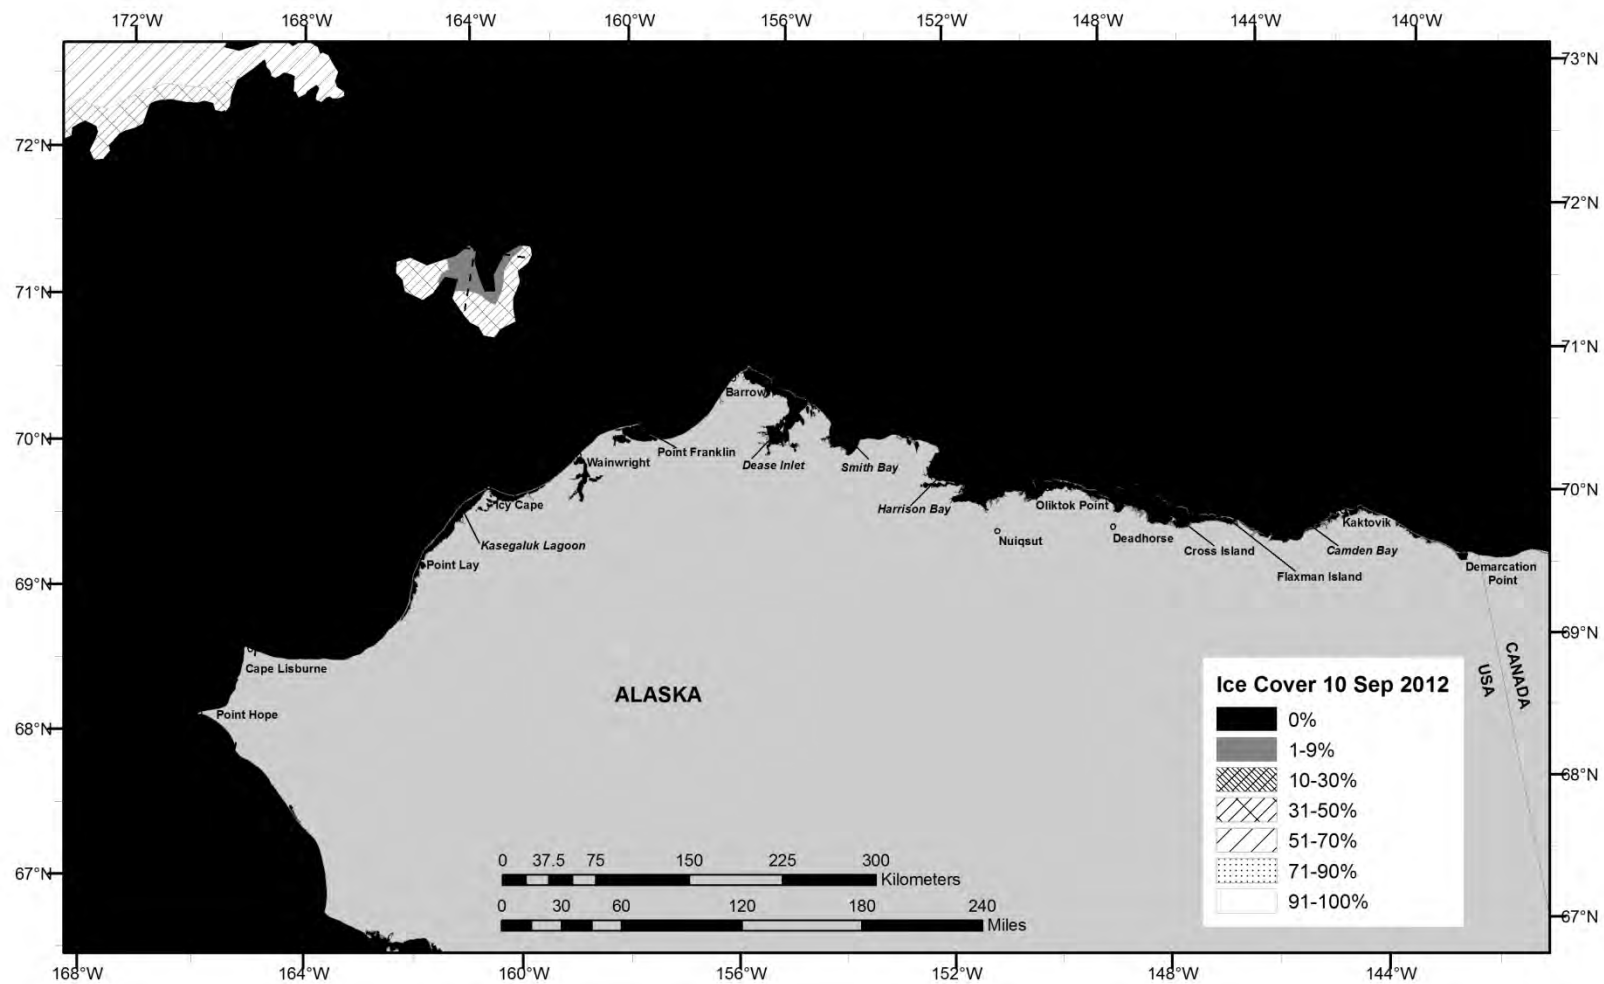 172°W 168°W 164°W 160°W 156°W 152°W 148°W 144°W 140°W
73°N
72°N
72°N
71°N
71°N
Barrow
70°N
Point Franklin
Wainwright
Dease Inlet
Smith Bay
70°N
Icy Cape
Harrison Bay
Oliktok Point
Kaktovik
Nuiqsut
Deadhorse
Kasegaluk Lagoon
Cross Island
Camden Bay
Point Lay
Flaxman Island
Demarcation
Point
69°N
69°N
Cape Lisburne
CANADA
USA
ALASKA
Point Hope
68°N
68°N
67°N
67°N
Ice Cover 10 Sep 2012
0%
1-9%
10-30%
31-50%
51-70%
71-90%
91-100%
0 37.5 75 150 225 300
Kilometers
0 30 60 120 180 240
Miles
168°W 164°W 160°W 156°W 152°W 148°W 144°W